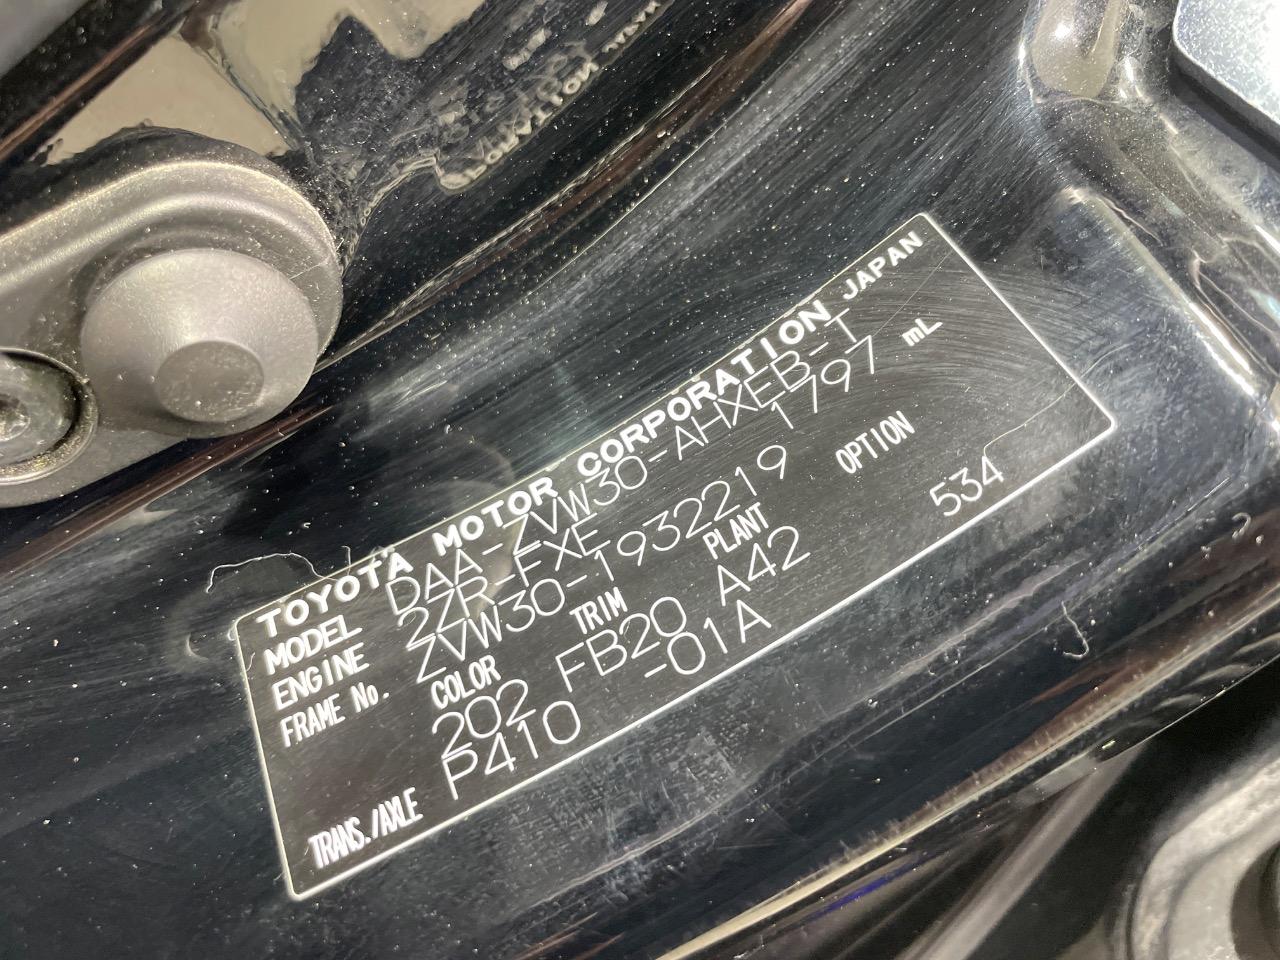 TOYOTA MOTOR CORPORATION JAPAN
MODEL DAA-ZVW30-AHXEB-T
ENGINE 2ZR-FXE 1797 mL
FRAME No. ZVW30-1932219
COLOR TRIM PLANT OPTION
202 FB20 A42 534
TRANS./AXLE P410 -01A